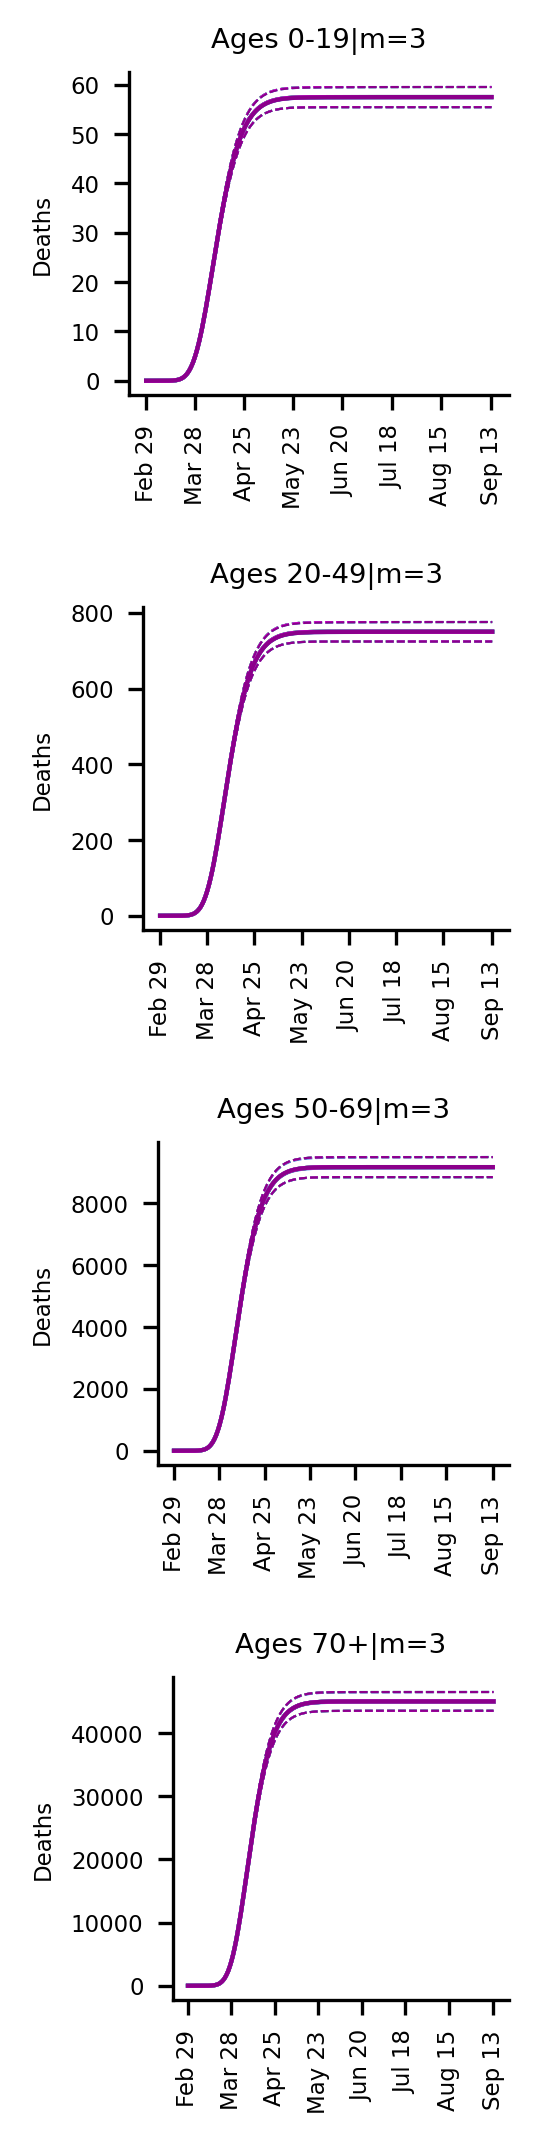 Ages 0-19|m=3
60
50
40
30
20
10
0
Deaths
Feb 29
Mar 28
Apr 25
May 23
Jun 20
Jul 18
Aug 15
Sep 13
Ages 20-49|m=3
800
600
400
200
0
Deaths
Feb 29
Mar 28
Apr 25
May 23
Jun 20
Jul 18
Aug 15
Sep 13
Ages 50-69|m=3
8000
6000
4000
2000
0
Deaths
Feb 29
Mar 28
Apr 25
May 23
Jun 20
Jul 18
Aug 15
Sep 13
Ages 70+|m=3
40000
30000
20000
10000
0
Deaths
Feb 29
Mar 28
Apr 25
May 23
Jun 20
Jul 18
Aug 15
Sep 13